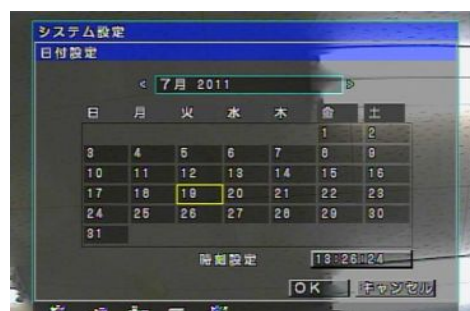 システム設定
日付設定
« 7月 2011 »
日 月 火 水 木 金 土
1 2
3 4 5 6 7 8 9
10 11 12 13 14 15 16
17 18 19 20 21 22 23
24 25 26 27 28 29 30
31
時刻設定 13:26:24
OK キャンセル